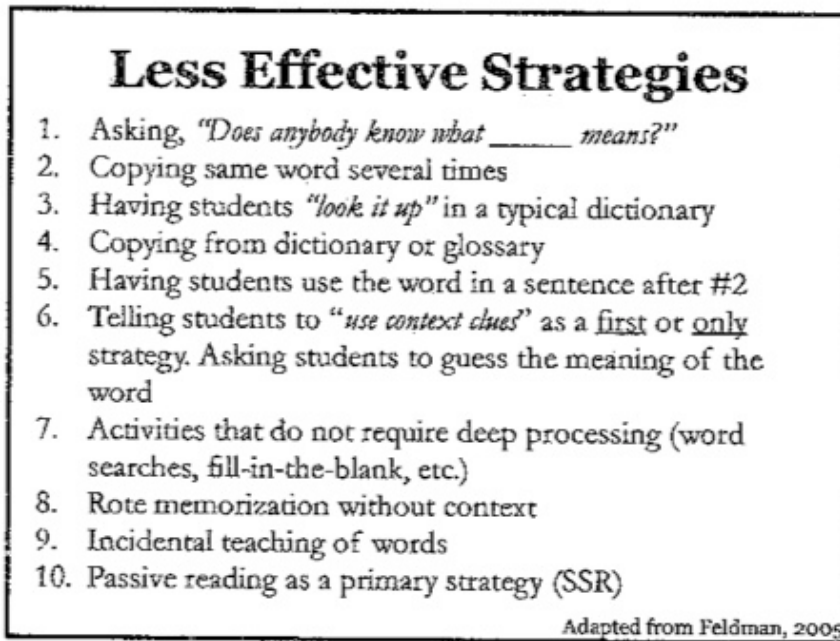 Less Effective Strategies
1. Asking, "Does anybody know what ______ means?"
2. Copying same word several times
3. Having students "look it up" in a typical dictionary
4. Copying from dictionary or glossary
5. Having students use the word in a sentence after #2
6. Telling students to "use context clues" as a first or only
strategy. Asking students to guess the meaning of the
word
7. Activities that do not require deep processing (word
searches, fill-in-the-blank, etc.)
8. Rote memorization without context
9. Incidental teaching of words
10. Passive reading as a primary strategy (SSR)
Adapted from Feldman, 2005